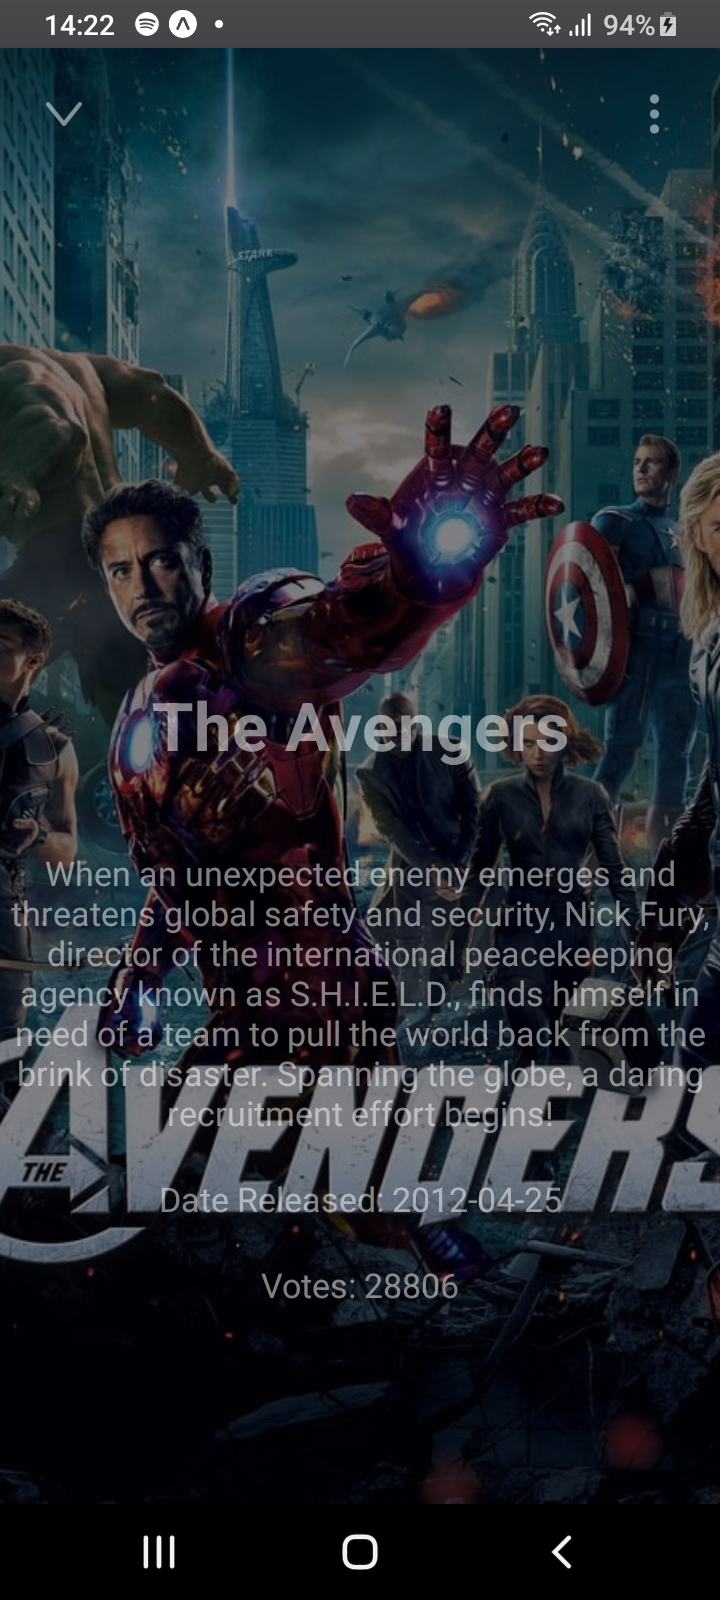 14:22
94%
STARK
The Avengers
When an unexpected enemy emerges and
threatens global safety and security, Nick Fury,
director of the international peacekeeping
agency known as S.H.I.E.L.D., finds himself in
need of a team to pull the world back from the
brink of disaster. Spanning the globe, a daring
recruitment effort begins!
THE AVENGERS
Date Released: 2012-04-25
Votes: 28806